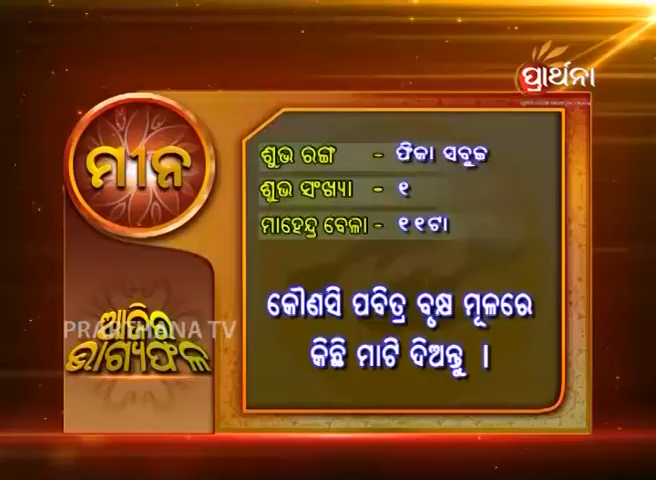 ପ୍ରାର୍ଥନା
ମୀନ
ଶୁଭ ରଙ୍ଗ - ଫିକା ସବୁଜ
ଶୁଭ ସଂଖ୍ୟା - ୧
ମାହେନ୍ଦ୍ର ବେଳା - ୧୧ଟା
କୌଣସି ପବିତ୍ର ବୃକ୍ଷ ମୂଳରେ
କିଛି ମାଟି ଦିଅନ୍ତୁ ।
ଆଜିର
PRARTHANA TV
ଭାଗ୍ୟଫଳ